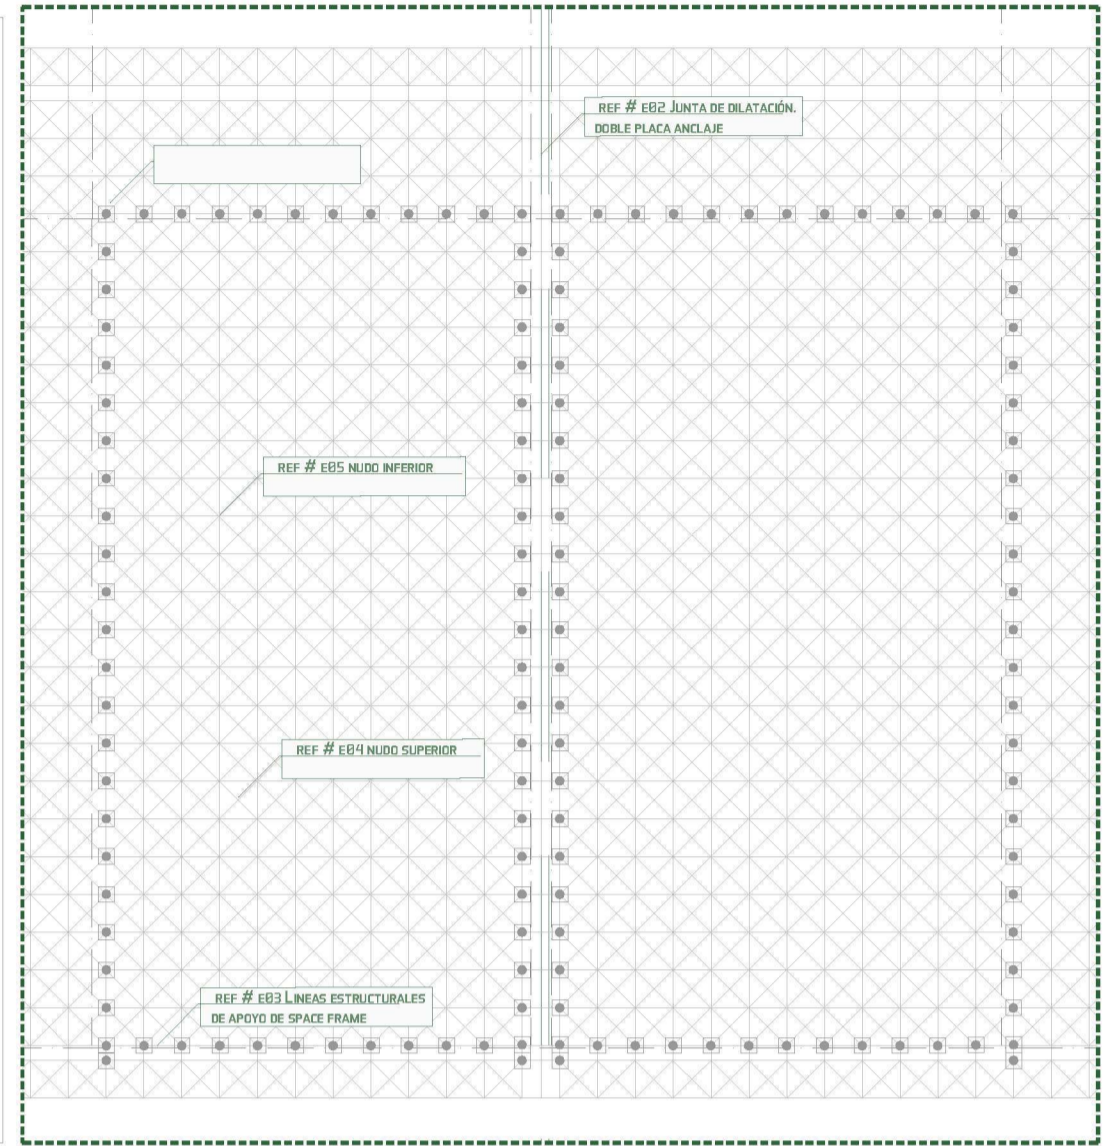 REF # E02 JUNTA DE DILATACIÓN.
DOBLE PLACA ANCLAJE
REF # E05 NUDO INFERIOR
REF # E04 NUDO SUPERIOR
REF # E03 LINEAS ESTRUCTURALES
DE APOYO DE SPACE FRAME